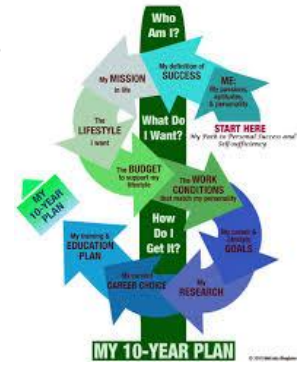 Who
Am I?
My definition of
SUCCESS
ME:
My passions,
aptitudes,
& personality
START HERE
My Path to Personal Success and
Self-sufficiency
My MISSION
in life
The
LIFESTYLE
I want
What Do
I Want?
The BUDGET
to support my
lifestyle
The WORK
CONDITIONS
that match my personality
My career & lifestyle
GOALS
My
RESEARCH
How Do
I Get It?
My current
CAREER CHOICE
My training &
EDUCATION
PLAN
MY
10-YEAR
PLAN
MY 10-YEAR PLAN